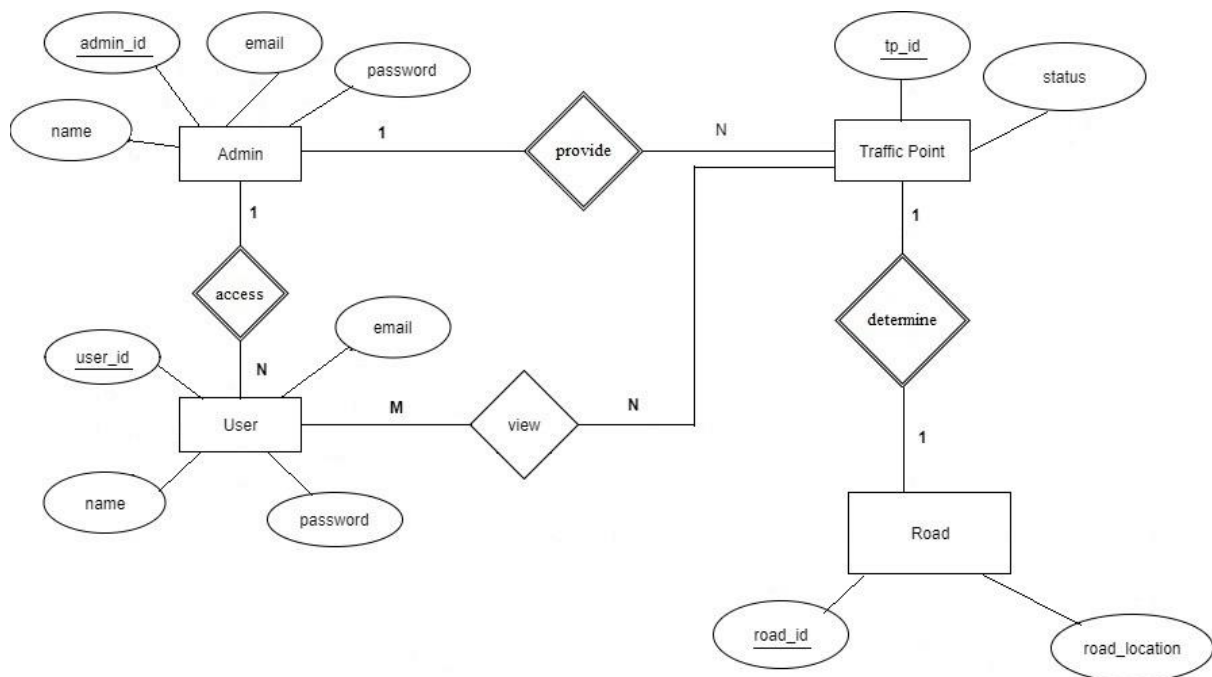 admin_id
email
password
name
Admin
1
provide
N
tp_id
status
Traffic Point
1
access
N
1
determine
1
user_id
email
User
M
view
N
name
password
Road
road_id
road_location